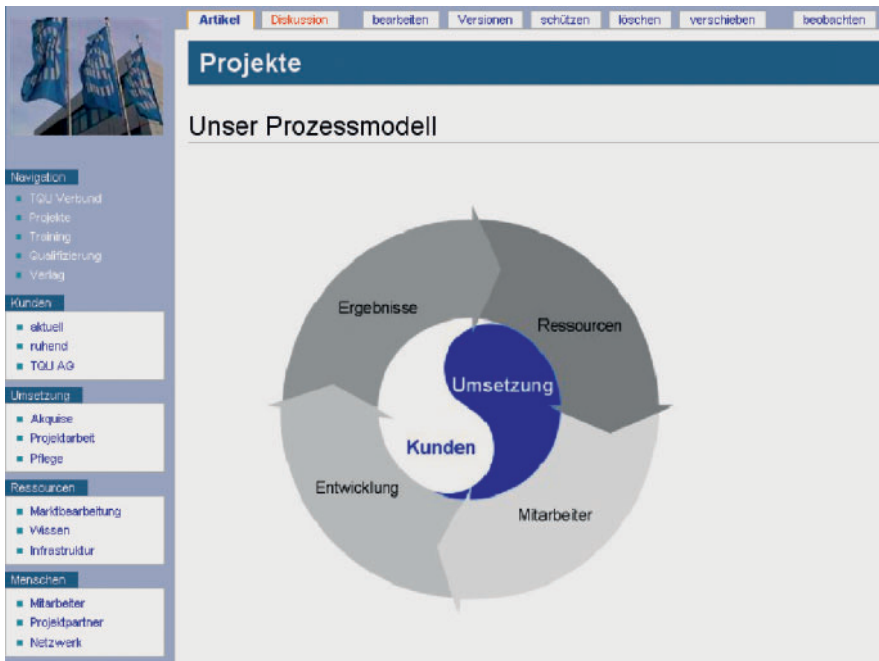 Artikel Diskussion bearbeiten Versionen schützen löschen verschieben beobachten
Projekte
Unser Prozessmodell
Navigation
TQU Verbund
Projekte
Training
Qualifizierung
Verlag
Kunden
aktuell
ruhend
TQU AG
Umsetzung
Akquise
Projektarbeit
Pflege
Ressourcen
Marktbearbeitung
Wissen
Infrastruktur
Menschen
Mitarbeiter
Projektpartner
Netzwerk
Ergebnisse
Ressourcen
Umsetzung
Kunden
Entwicklung
Mitarbeiter